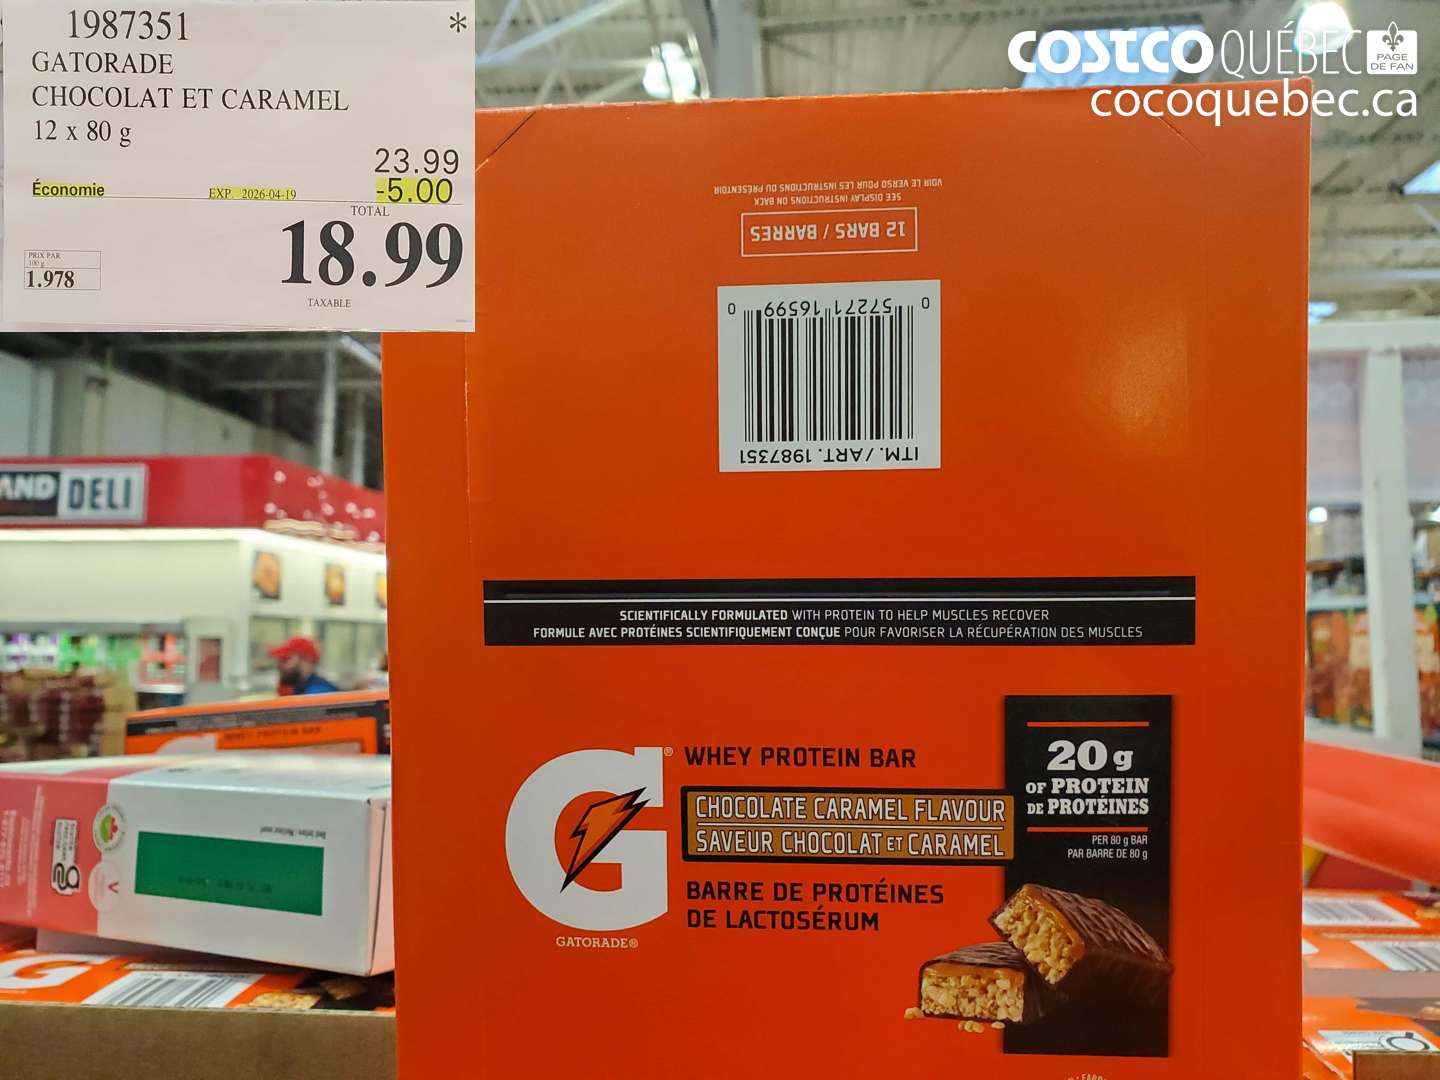 1987351 *
GATORADE
CHOCOLAT ET CARAMEL
12 x 80 g
23.99
Économie EXP. 2026-04-19 -5.00
TOTAL
18.99
PRIX PAR
100 g
1.978
TAXABLE
COSTCO QUÉBEC PAGE DE FAN
cocoquebec.ca
VOIR LE VERSO POUR LES INSTRUCTIONS DU PRÉSENTOIR
SEE DISPLAY INSTRUCTIONS ON BACK
12 BARS / BARRES
0 57271 16599 0
ITM. /ART. 1987351
DELI
SCIENTIFICALLY FORMULATED WITH PROTEIN TO HELP MUSCLES RECOVER
FORMULE AVEC PROTÉINES SCIENTIFIQUEMENT CONÇUE POUR FAVORISER LA RÉCUPÉRATION DES MUSCLES
G®
GATORADE®
WHEY PROTEIN BAR
CHOCOLATE CARAMEL FLAVOUR
SAVEUR CHOCOLAT ET CARAMEL
BARRE DE PROTÉINES
DE LACTOSÉRUM
20 g
OF PROTEIN
DE PROTÉINES
PER 80 g BAR
PAR BARRE DE 80 g